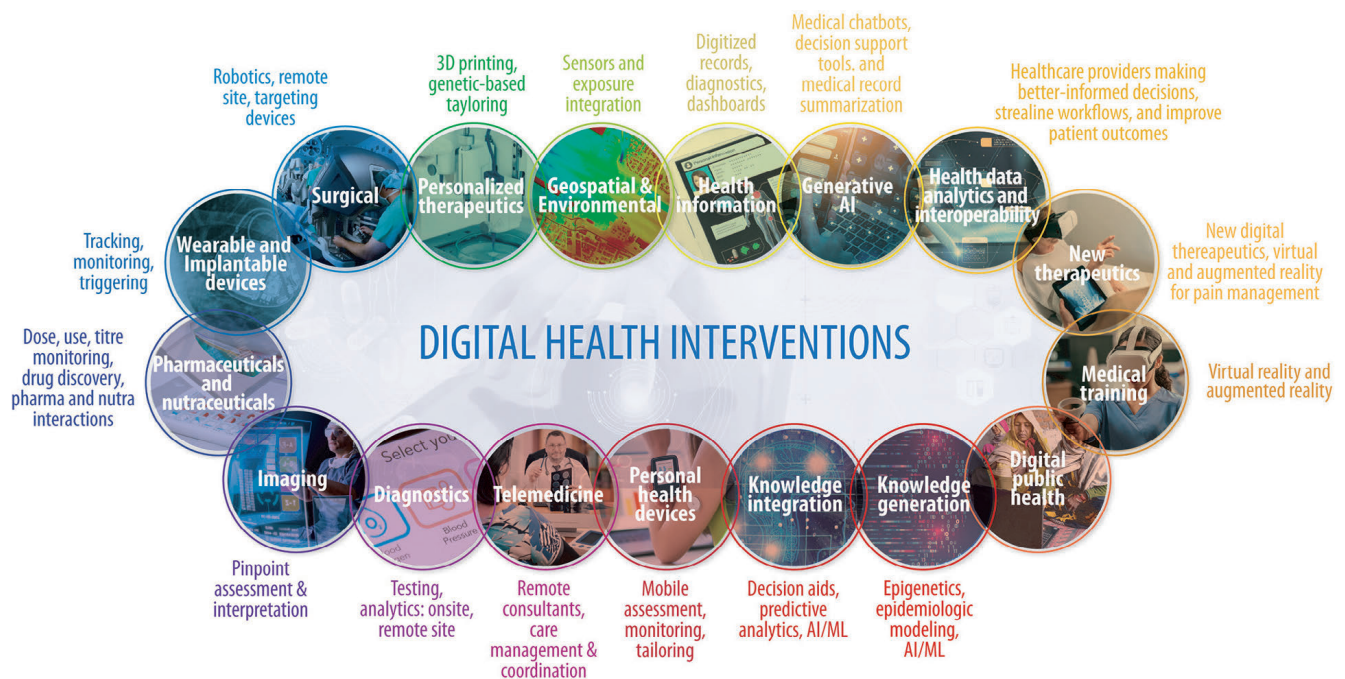 Robotics, remote
site, targeting
devices
3D printing,
genetic-based
tayloring
Sensors and
exposure
integration
Digitized
records,
diagnostics,
dashboards
Medical chatbots,
decision support
tools. and
medical record
summarization
Healthcare providers making
better-informed decisions,
strealine workflows, and improve
patient outcomes
Surgical
Personalized
therapeutics
Geospatial &
Environmental
Health
information
Generative
AI
Health data
analytics and
interoperability
Tracking,
monitoring,
triggering
Wearable and
Implantable
devices
New
therapeutics
New digital
thereapeutics, virtual
and augmented reality
for pain management
DIGITAL HEALTH INTERVENTIONS
Dose, use, titre
monitoring,
drug discovery,
pharma and nutra
interactions
Pharmaceuticals
and
nutraceuticals
Medical
training
Virtual reality and
augmented reality
Imaging
Select you
Diagnostics
Blood
Pressure
Telemedicine
Personal
health
devices
Knowledge
integration
Knowledge
generation
Digital
public
health
Pinpoint
assessment &
interpretation
Testing,
analytics: onsite,
remote site
Remote
consultants,
care
management &
coordination
Mobile
assessment,
monitoring,
tailoring
Decision aids,
predictive
analytics, AI/ML
Epigenetics,
epidemiologic
modeling,
AI/ML